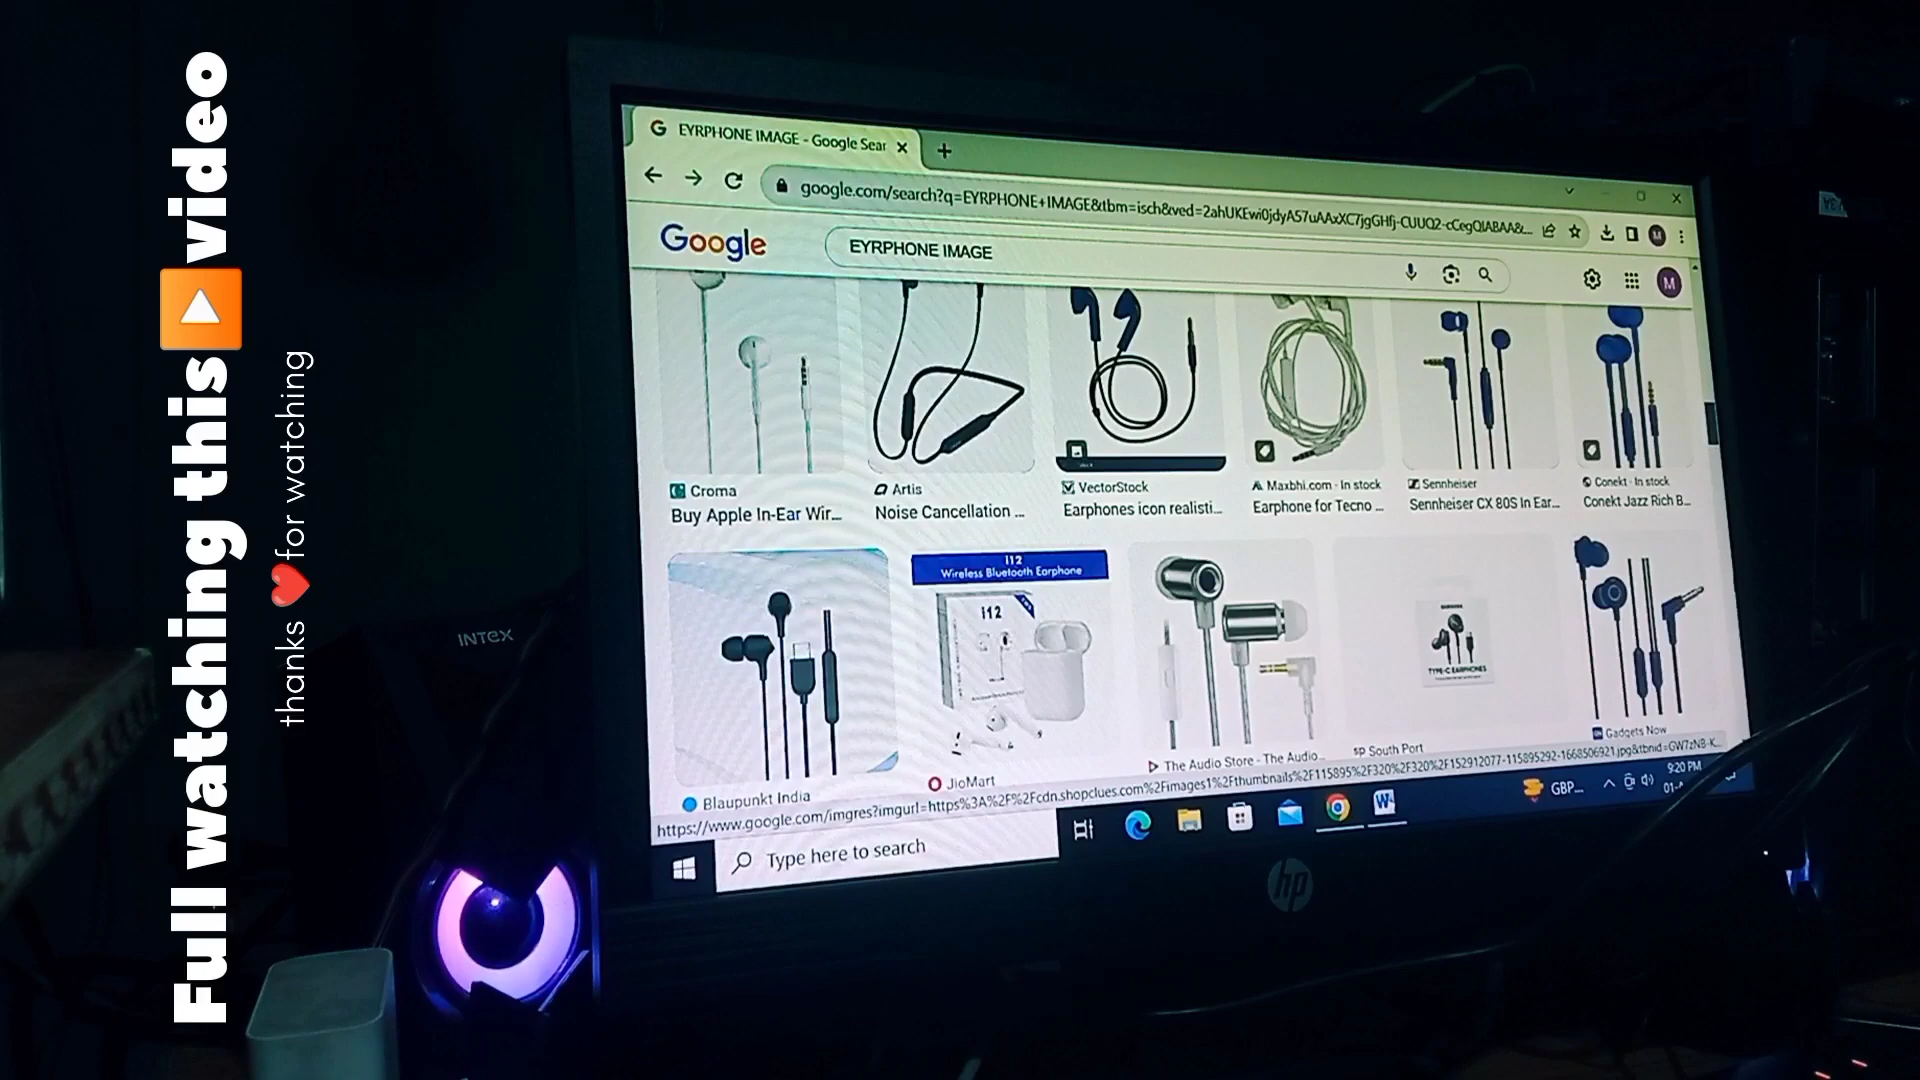 Full watching this▶️video
thanks ❤️for watching
EYRPHONE IMAGE - Google Sear
google.com/search?q=EYRPHONE+IMAGE&tbm=isch&ved=2ahUKEwi0jdyA57uAAxXC7jgGHfj-CUUQ2-cCegQIABAA&...
Google
EYRPHONE IMAGE
M
M
Croma
Buy Apple In-Ear Wir...
Artis
Noise Cancellation ...
VectorStock
Earphones icon realisti...
Maxbhi.com · In stock
Earphone for Tecno ...
Sennheiser
Sennheiser CX 80S In Ear...
Conekt · In stock
Conekt Jazz Rich B...
i12
Wireless Bluetooth Earphone
i12
TYPE-C EARPHONES
Blaupunkt India
JioMart
The Audio Store - The Audio...
SP South Port
Gadgets Now
https://www.google.com/imgres?imgurl=https%3A%2F%2Fcdn.shopclues.com%2Fimages1%2Fthumbnails%2F115895%2F320%2F320%2F152912077-115895292-1668506921.jpg&tbnid=GW7zNB-K...
Type here to search
W
GBP...
9:20 PM
INTEX
hp